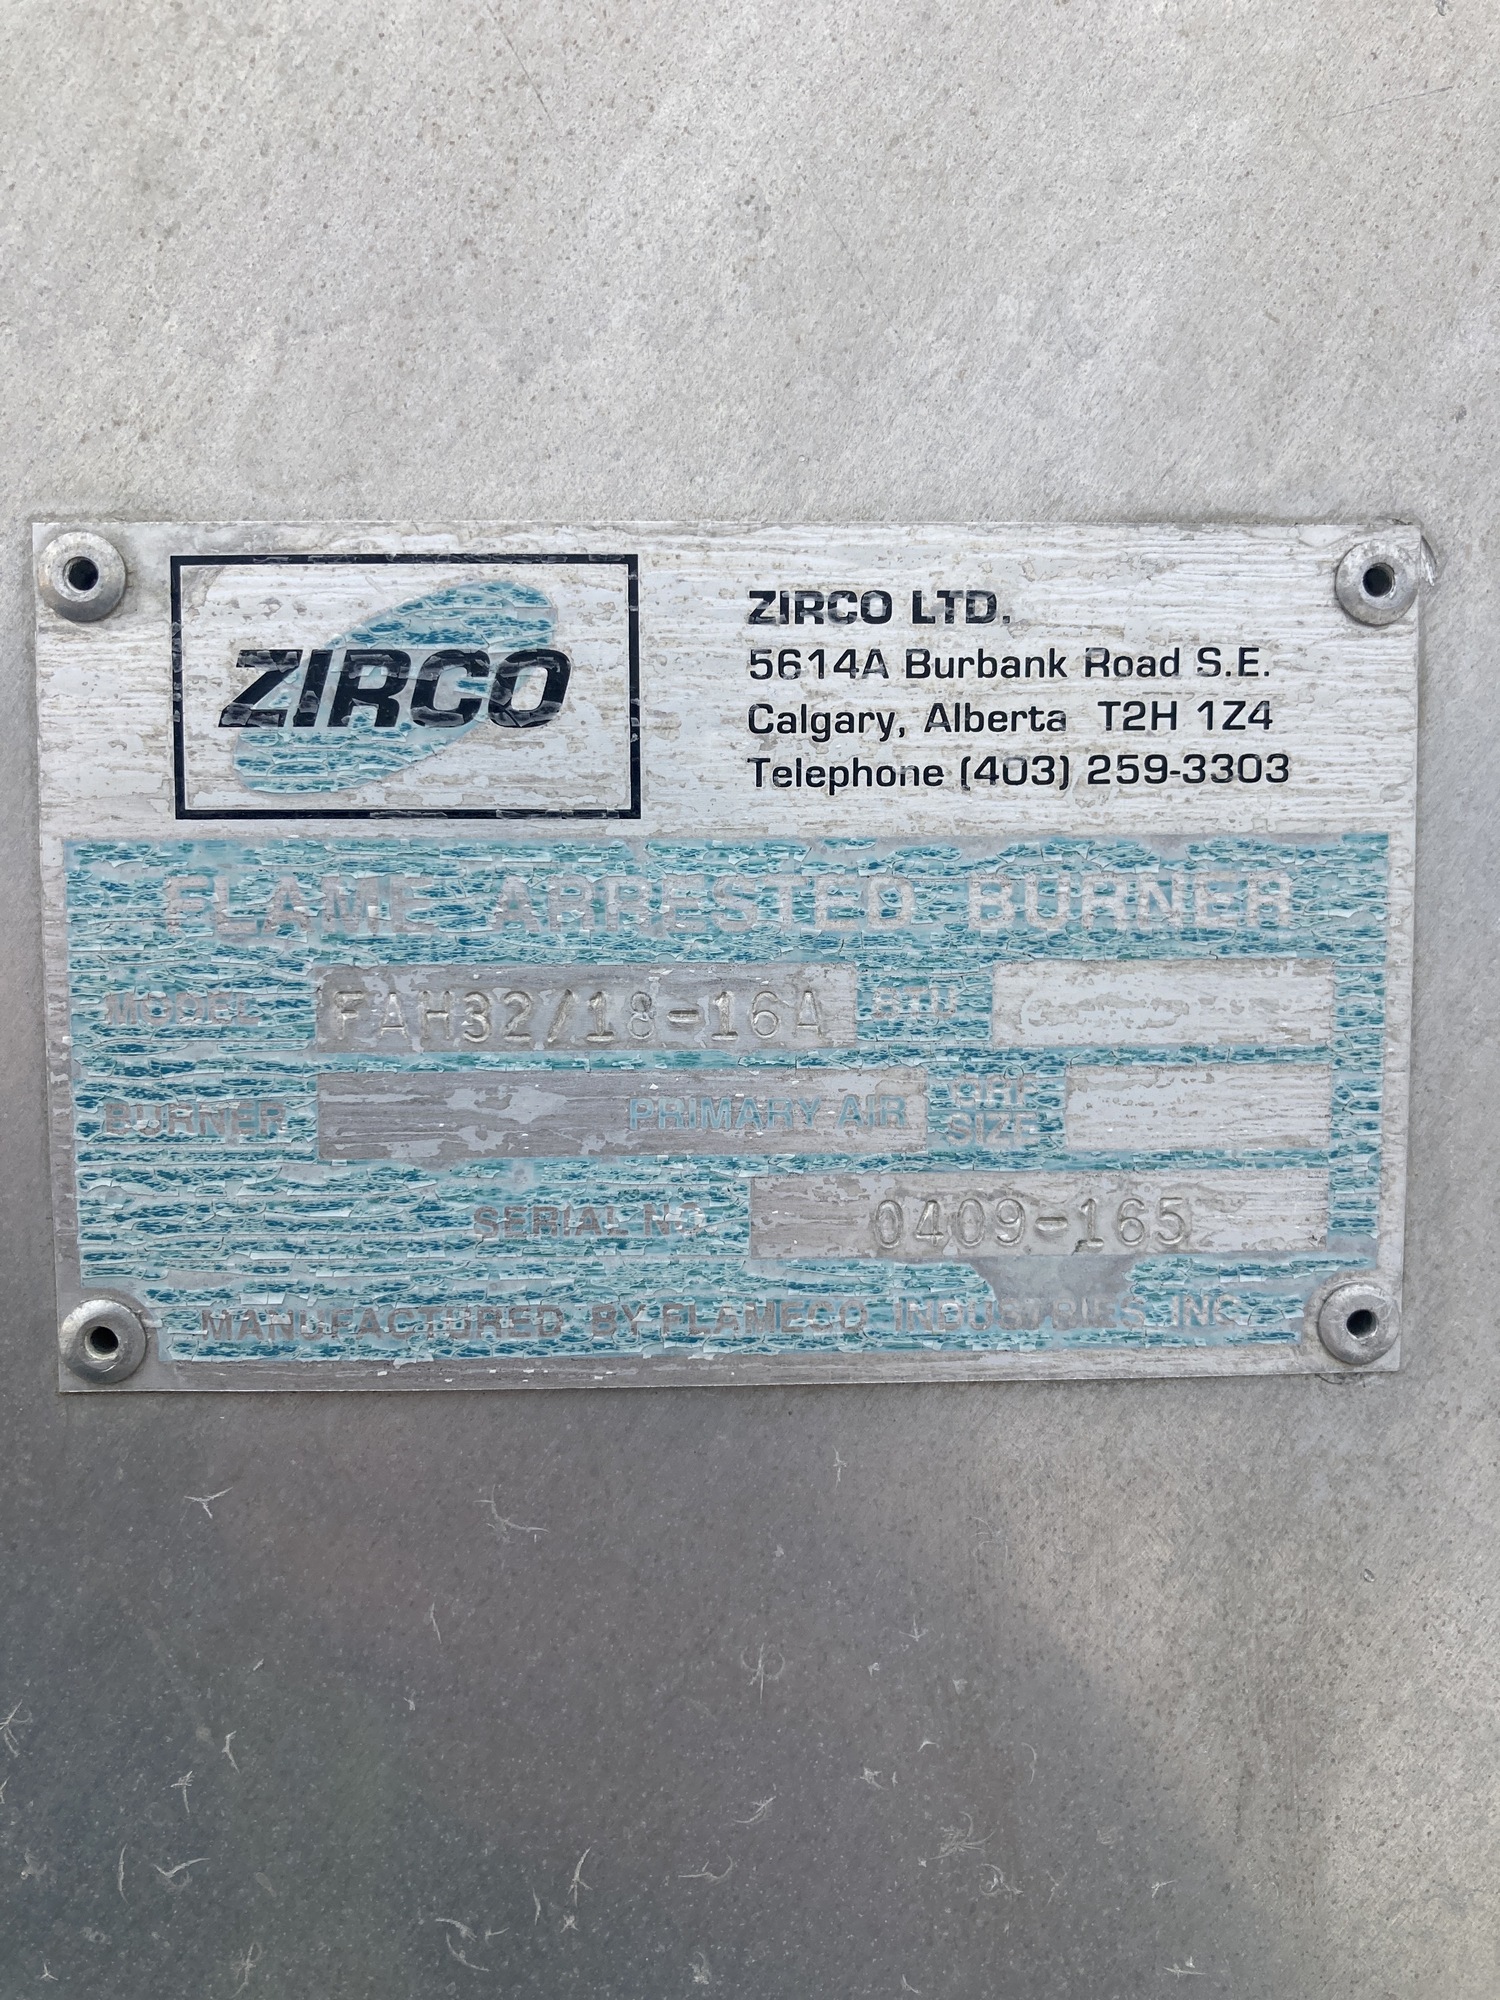 ZIRCO
ZIRCO LTD.
5614A Burbank Road S.E.
Calgary, Alberta T2H 1Z4
Telephone (403) 259-3303
FLAME ARRESTED BURNER
MODEL FAH32/18-16A BTU
BURNER PRIMARY AIR ORF. SIZE
SERIAL NO. 0409-165
MANUFACTURED BY FLAMECO INDUSTRIES INC.